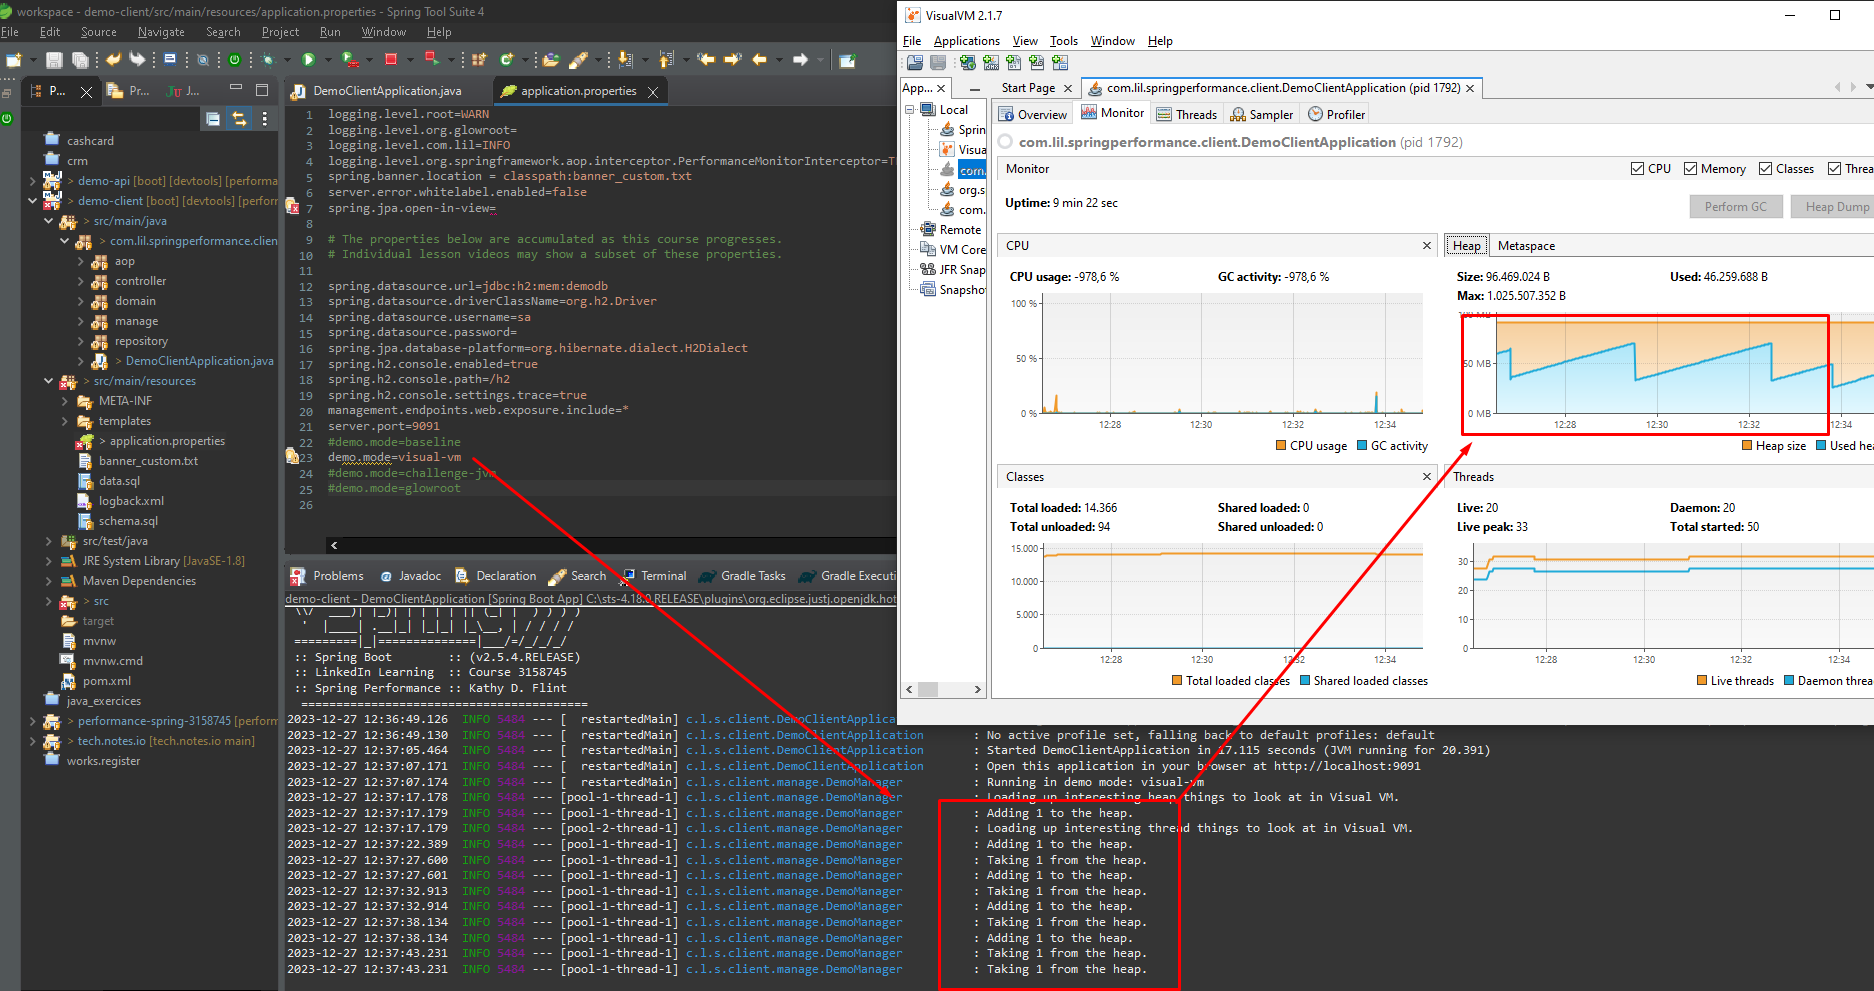 workspace - demo-client/src/main/resources/application.properties - Spring Tool Suite 4
File Edit Source Navigate Search Project Run Window Help
P... Pr... J...
cashcard
crm
> demo-api [boot] [devtools] [performa
> demo-client [boot] [devtools] [perforr
> src/main/java
> com.lil.springperformance.clien
aop
controller
domain
manage
repository
> DemoClientApplication.java
> src/main/resources
META-INF
templates
> application.properties
banner_custom.txt
data.sql
logback.xml
schema.sql
src/test/java
JRE System Library [JavaSE-1.8]
Maven Dependencies
> src
target
mvnw
mvnw.cmd
pom.xml
java_exercices
> performance-spring-3158745 [perforn
> tech.notes.io [tech.notes.io main]
works.register
DemoClientApplication.java application.properties
1 logging.level.root=WARN
2 logging.level.org.glowroot=
3 logging.level.com.lil=INFO
4 logging.level.org.springframework.aop.interceptor.PerformanceMonitorInterceptor=T
5 spring.banner.location = classpath:banner_custom.txt
6 server.error.whitelabel.enabled=false
7 spring.jpa.open-in-view=
8
9 # The properties below are accumulated as this course progresses.
10 # Individual lesson videos may show a subset of these properties.
11
12 spring.datasource.url=jdbc:h2:mem:demodb
13 spring.datasource.driverClassName=org.h2.Driver
14 spring.datasource.username=sa
15 spring.datasource.password=
16 spring.jpa.database-platform=org.hibernate.dialect.H2Dialect
17 spring.h2.console.enabled=true
18 spring.h2.console.path=/h2
19 spring.h2.console.settings.trace=true
20 management.endpoints.web.exposure.include=*
21 server.port=9091
22 #demo.mode=baseline
23 demo.mode=visual-vm
24 #demo.mode=challenge-jvm
25 #demo.mode=glowroot
26
Problems Javadoc Declaration Search Terminal Gradle Tasks Gradle Executi
demo-client - DemoClientApplication [Spring Boot App] C:\sts-4.18.0.RELEASE\plugins\org.eclipse.justj.openjdk.hot
:: Spring Boot :: (v2.5.4.RELEASE)
:: LinkedIn Learning :: Course 3158745
:: Spring Performance :: Kathy D. Flint
=========================================
2023-12-27 12:36:49.126 INFO 5484 --- [ restartedMain] c.l.s.client.DemoClientApplica
2023-12-27 12:36:49.130 INFO 5484 --- [ restartedMain] c.l.s.client.DemoClientApplication : No active profile set, falling back to default profiles: default
2023-12-27 12:37:05.464 INFO 5484 --- [ restartedMain] c.l.s.client.DemoClientApplication : Started DemoClientApplication in 17.115 seconds (JVM running for 20.391)
2023-12-27 12:37:07.171 INFO 5484 --- [ restartedMain] c.l.s.client.DemoClientApplication : Open this application in your browser at http://localhost:9091
2023-12-27 12:37:07.174 INFO 5484 --- [ restartedMain] c.l.s.client.manage.DemoManager : Running in demo mode: visual-vm
2023-12-27 12:37:17.178 INFO 5484 --- [pool-1-thread-1] c.l.s.client.manage.DemoManager : Loading up interesting heap things to look at in Visual VM.
2023-12-27 12:37:17.179 INFO 5484 --- [pool-1-thread-1] c.l.s.client.manage.DemoManager : Adding 1 to the heap.
2023-12-27 12:37:17.179 INFO 5484 --- [pool-2-thread-1] c.l.s.client.manage.DemoManager : Loading up interesting thread things to look at in Visual VM.
2023-12-27 12:37:22.389 INFO 5484 --- [pool-1-thread-1] c.l.s.client.manage.DemoManager : Adding 1 to the heap.
2023-12-27 12:37:27.600 INFO 5484 --- [pool-1-thread-1] c.l.s.client.manage.DemoManager : Taking 1 from the heap.
2023-12-27 12:37:27.601 INFO 5484 --- [pool-1-thread-1] c.l.s.client.manage.DemoManager : Adding 1 to the heap.
2023-12-27 12:37:32.913 INFO 5484 --- [pool-1-thread-1] c.l.s.client.manage.DemoManager : Taking 1 from the heap.
2023-12-27 12:37:32.914 INFO 5484 --- [pool-1-thread-1] c.l.s.client.manage.DemoManager : Adding 1 to the heap.
2023-12-27 12:37:38.134 INFO 5484 --- [pool-1-thread-1] c.l.s.client.manage.DemoManager : Taking 1 from the heap.
2023-12-27 12:37:38.134 INFO 5484 --- [pool-1-thread-1] c.l.s.client.manage.DemoManager : Adding 1 to the heap.
2023-12-27 12:37:43.231 INFO 5484 --- [pool-1-thread-1] c.l.s.client.manage.DemoManager : Taking 1 from the heap.
2023-12-27 12:37:43.231 INFO 5484 --- [pool-1-thread-1] c.l.s.client.manage.DemoManager : Taking 1 from the heap.
VisualVM 2.1.7
File Applications View Tools Window Help
App...
Local
Sprin
Visua
com.
org.s
com.
Remote
VM Core
JFR Snap
Snapsho
Start Page com.lil.springperformance.client.DemoClientApplication (pid 1792)
Overview Monitor Threads Sampler Profiler
com.lil.springperformance.client.DemoClientApplication (pid 1792)
Monitor CPU Memory Classes Threa
Uptime: 9 min 22 sec Perform GC Heap Dump
CPU
CPU usage: -978,6 % GC activity: -978,6 %
100 %
50 %
0 %
12:28 12:30 12:32 12:34
CPU usage GC activity
Heap Metaspace
Size: 96.469.024 B Used: 46.259.688 B
Max: 1.025.507.352 B
100 MB
50 MB
0 MB
12:28 12:30 12:32 12:34
Heap size Used hea
Classes
Total loaded: 14.366 Shared loaded: 0
Total unloaded: 94 Shared unloaded: 0
15.000
10.000
5.000
0
12:28 12:30 12:32 12:34
Total loaded classes Shared loaded classes
Threads
Live: 20 Daemon: 20
Live peak: 33 Total started: 50
30
20
10
0
12:28 12:30 12:32 12:34
Live threads Daemon threa